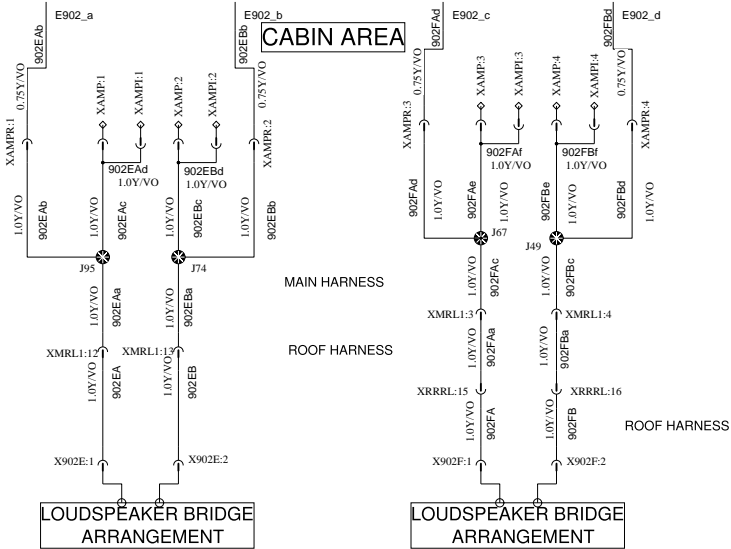 E902_a
E902_b
E902_c
E902_d
CABIN AREA
902EAb
902EBb
902FAd
902FBd
0.75Y/VO
0.75Y/VO
0.75Y/VO
0.75Y/VO
XAMPR:1
XAMP:1
XAMPI:1
XAMP:2
XAMPI:2
XAMPR:2
XAMPR:3
XAMP:3
XAMPI:3
XAMP:4
XAMPI:4
XAMPR:4
902EAd
1.0Y/VO
902EBd
1.0Y/VO
902FAf
1.0Y/VO
902FBf
1.0Y/VO
1.0Y/VO
902EAb
1.0Y/VO
902EAc
1.0Y/VO
902EBc
1.0Y/VO
902EBb
902FAd
1.0Y/VO
902FAe
1.0Y/VO
902FBe
1.0Y/VO
902FBd
1.0Y/VO
J95
J74
J67
J49
MAIN HARNESS
1.0Y/VO
902EAa
1.0Y/VO
902EBa
1.0Y/VO
902FAc
1.0Y/VO
902FBc
XMRL1:12
XMRL1:13
XMRL1:3
XMRL1:4
ROOF HARNESS
1.0Y/VO
902EA
1.0Y/VO
902EB
1.0Y/VO
902FAa
1.0Y/VO
902FBa
XRRRL:15
XRRRL:16
1.0Y/VO
902FA
1.0Y/VO
902FB
ROOF HARNESS
X902E:1
X902E:2
X902F:1
X902F:2
LOUDSPEAKER BRIDGE
ARRANGEMENT
LOUDSPEAKER BRIDGE
ARRANGEMENT